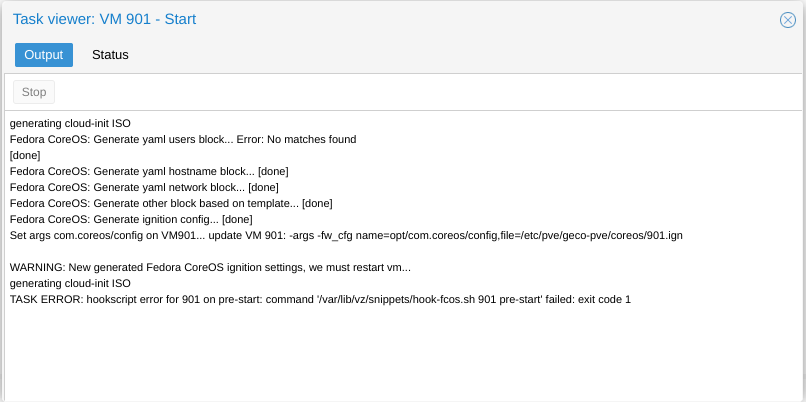 Task viewer: VM 901 - Start
Output Status
Stop
generating cloud-init ISO
Fedora CoreOS: Generate yaml users block... Error: No matches found
[done]
Fedora CoreOS: Generate yaml hostname block... [done]
Fedora CoreOS: Generate yaml network block... [done]
Fedora CoreOS: Generate other block based on template... [done]
Fedora CoreOS: Generate ignition config... [done]
Set args com.coreos/config on VM901... update VM 901: -args -fw_cfg name=opt/com.coreos/config,file=/etc/pve/geco-pve/coreos/901.ign
WARNING: New generated Fedora CoreOS ignition settings, we must restart vm...
generating cloud-init ISO
TASK ERROR: hookscript error for 901 on pre-start: command '/var/lib/vz/snippets/hook-fcos.sh 901 pre-start' failed: exit code 1